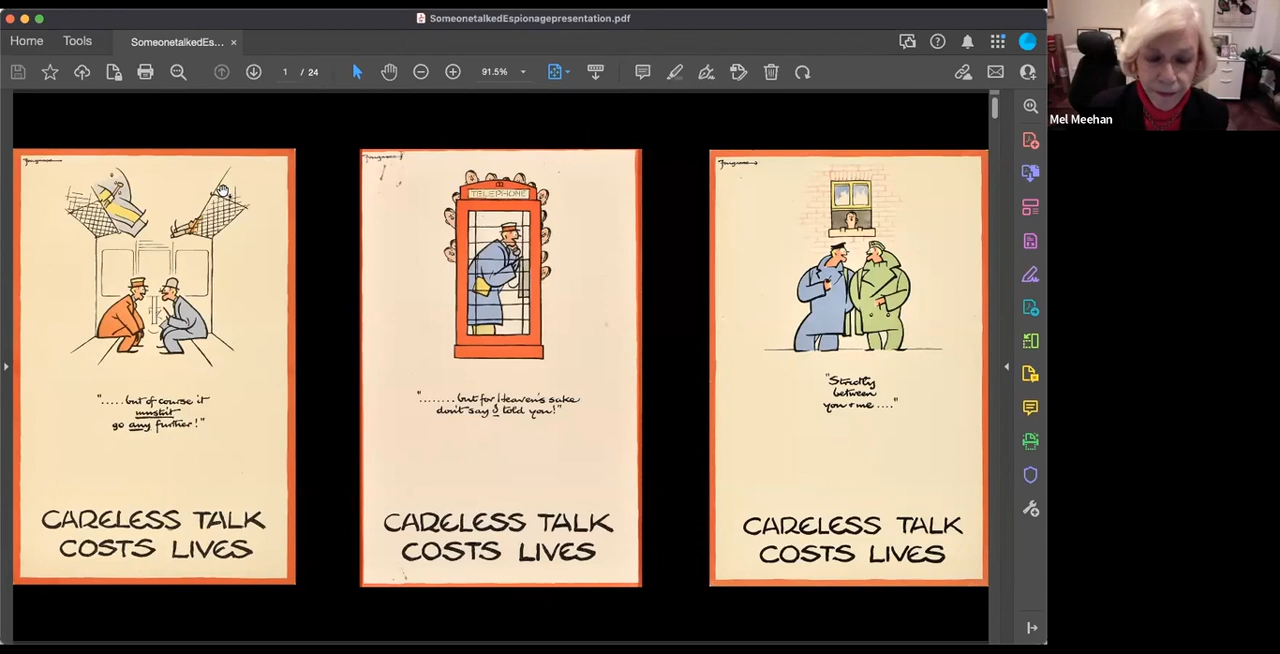 SomeonetalkedEspionagepresentation.pdf
Home
Tools
SomeonetalkedEs...
1
/ 24
91.5%
Mel Meehan
".....but of course it
mustn't
go any further!"
CARELESS TALK
COSTS LIVES
TELEPHONE
"........but for Heaven's sake
don't say I told you!"
CARELESS TALK
COSTS LIVES
"Strictly
between
you & me ...."
CARELESS TALK
COSTS LIVES